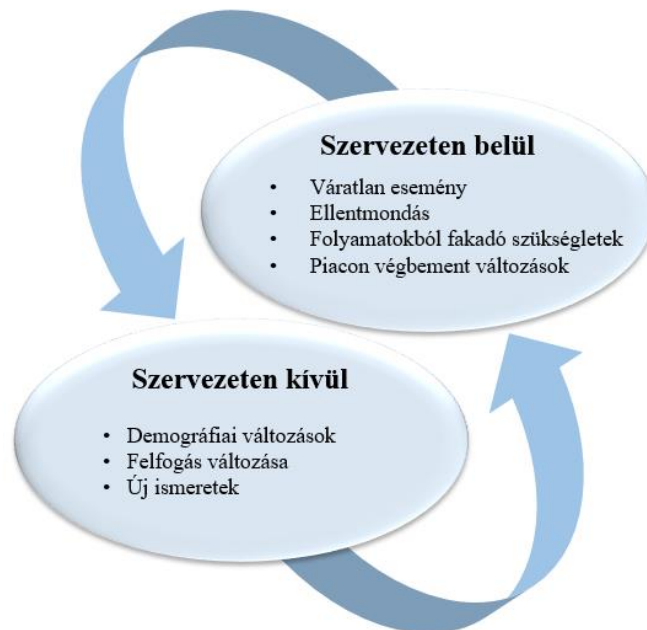 Szervezeten belül
• Váratlan esemény
• Ellentmondás
• Folyamatokból fakadó szükségletek
• Piacon végbement változások
Szervezeten kívül
• Demográfiai változások
• Felfogás változása
• Új ismeretek